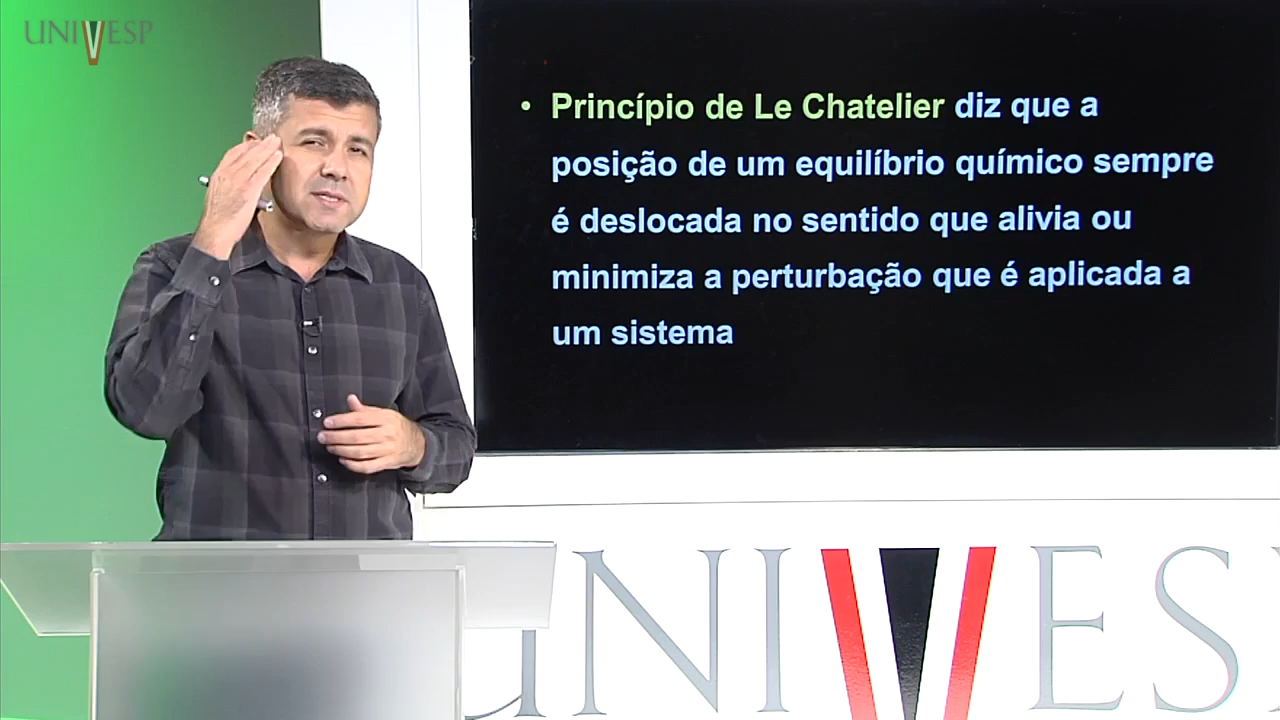 UNIVESP
• Princípio de Le Chatelier diz que a
posição de um equilíbrio químico sempre
é deslocada no sentido que alivia ou
minimiza a perturbação que é aplicada a
um sistema
UNIVESP